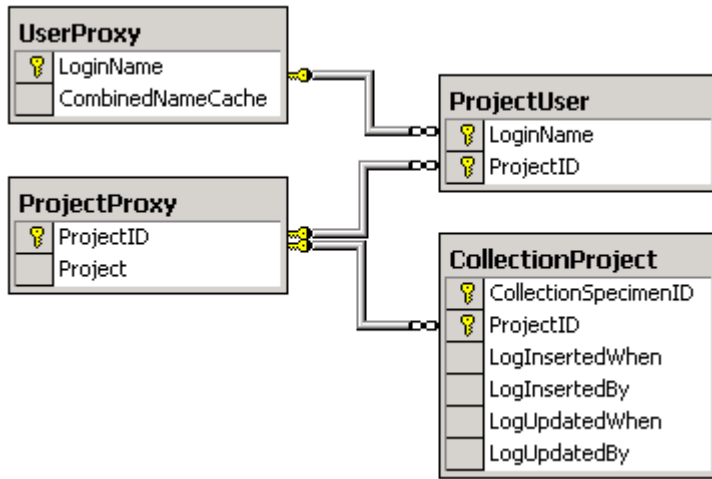 UserProxy
LoginName
CombinedNameCache
ProjectProxy
ProjectID
Project
ProjectUser
LoginName
ProjectID
CollectionProject
CollectionSpecimenID
ProjectID
LogInsertedWhen
LogInsertedBy
LogUpdatedWhen
LogUpdatedBy